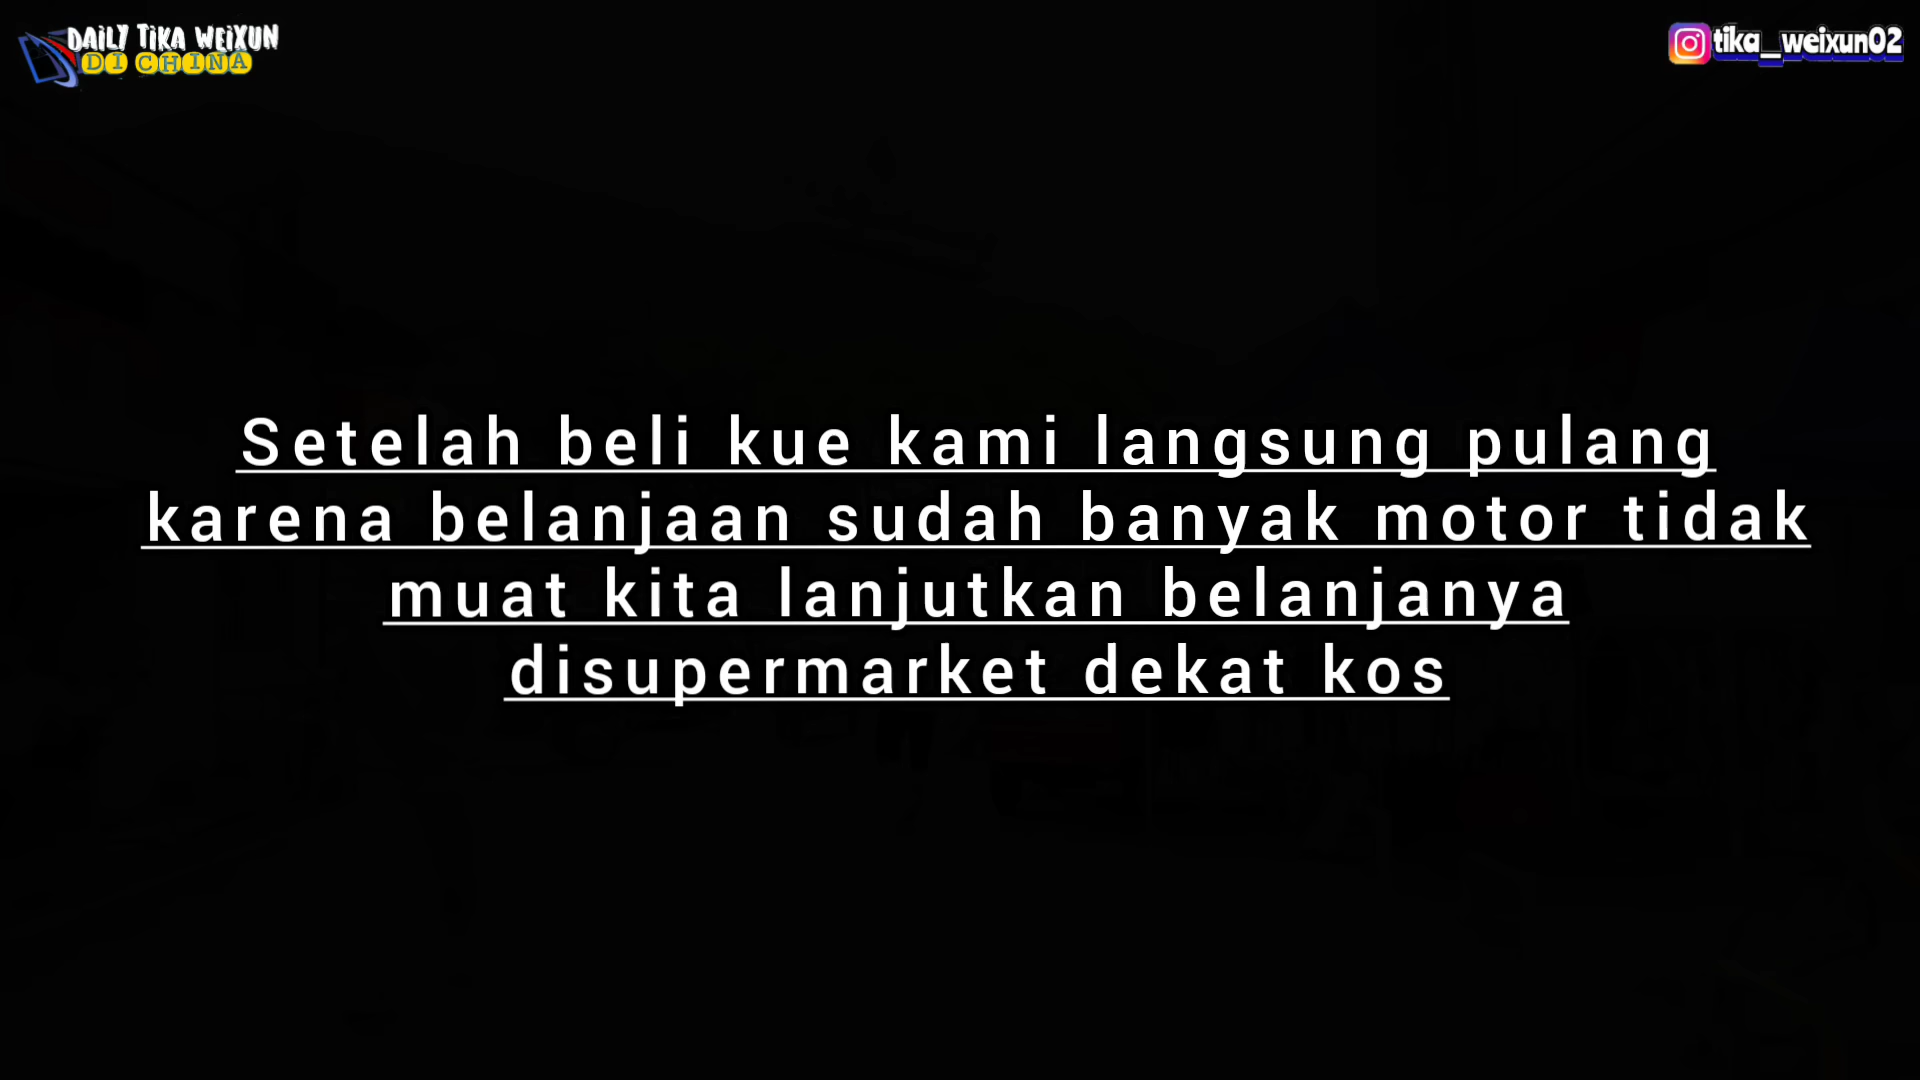 DAILY TIKA WEIXUN
DI CHINA
tika_weixun02
Setelah beli kue kami langsung pulang
karena belanjaan sudah banyak motor tidak
muat kita lanjutkan belanjanya
disupermarket dekat kos